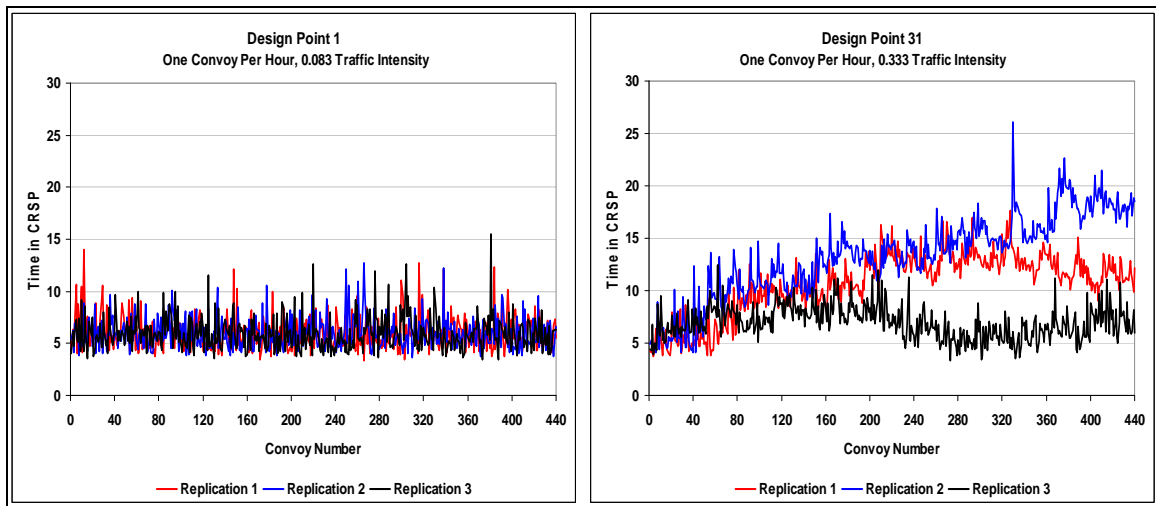 Design Point 1
One Convoy Per Hour, 0.083 Traffic Intensity
Time in CRSP
30
25
20
15
10
5
0
0 40 80 120 160 200 240 280 320 360 400 440
Convoy Number
Replication 1 Replication 2 Replication 3
Design Point 31
One Convoy Per Hour, 0.333 Traffic Intensity
Time in CRSP
30
25
20
15
10
5
0
0 40 80 120 160 200 240 280 320 360 400 440
Convoy Number
Replication 1 Replication 2 Replication 3